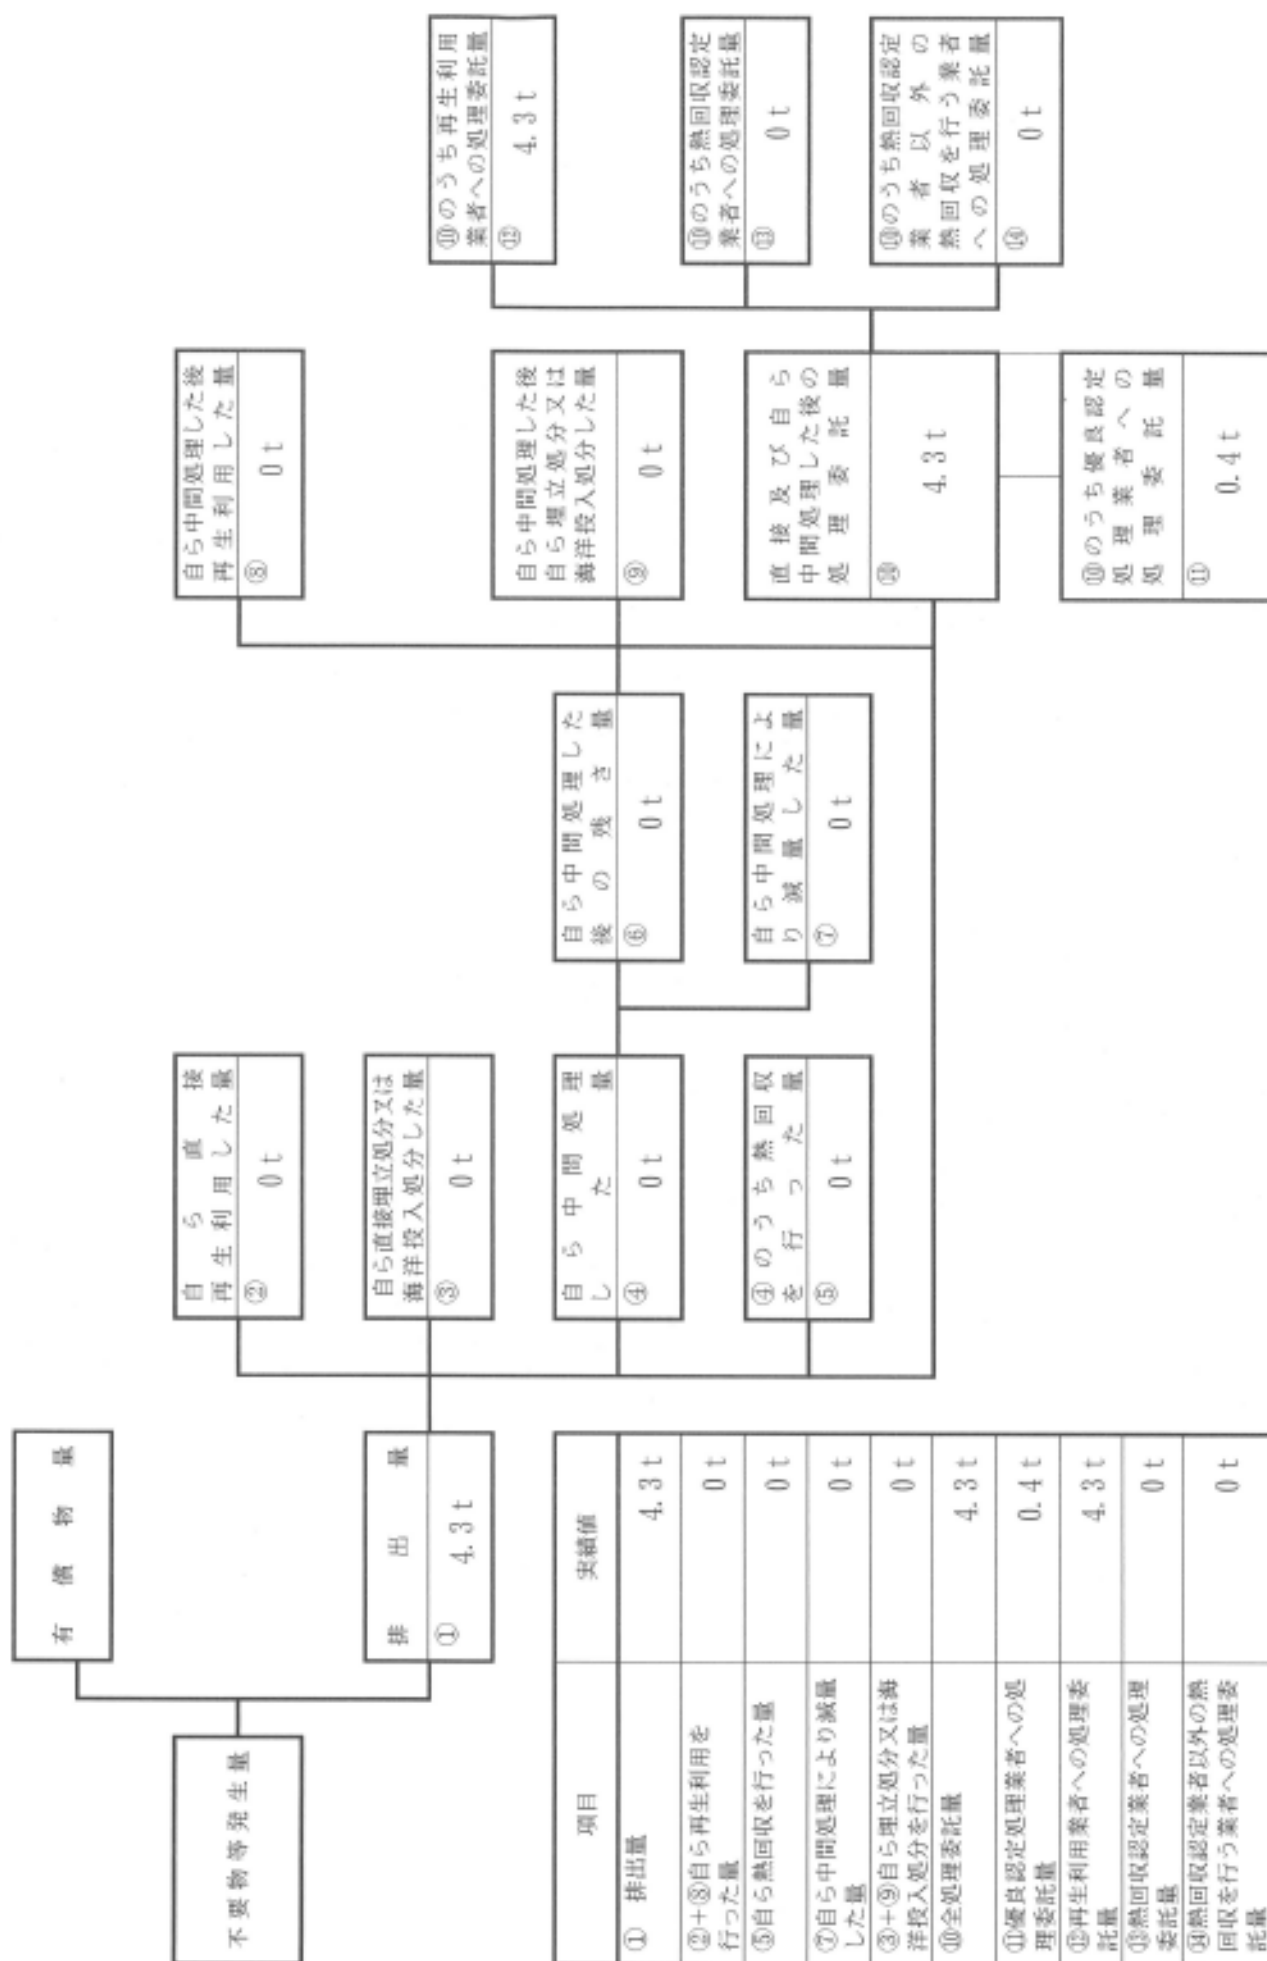 不要物等発生量
有償物量
排出量
① 4.3t
自ら直接
再生利用した量
② 0t
自ら直接埋立処分又は
海洋投入処分した量
③ 0t
自ら中間処理
した量
④ 0t
④のうち熱回収
を行った量
⑤ 0t
自ら中間処理した
後の残さ量
⑥ 0t
自ら中間処理によ
り減量した量
⑦ 0t
自ら中間処理した後
再生利用した量
⑧ 0t
自ら中間処理した後
自ら埋立処分又は
海洋投入処分した量
⑨ 0t
直接及び自ら
中間処理した後の
処理委託量
⑩ 4.3t
⑩のうち優良認定
処理業者への
処理委託量
⑪ 0.4t
⑩のうち再生利用
業者への処理委託量
⑫ 4.3t
⑩のうち熱回収認定
業者への処理委託量
⑬ 0t
⑩のうち熱回収認定
業者以外の
熱回収を行う業者
への処理委託量
⑭ 0t
項目 実績値
① 排出量 4.3t
②+⑧自ら再生利用を
行った量 0t
⑤自ら熱回収を行った量 0t
⑦自ら中間処理により減量
した量 0t
③+⑨自ら埋立処分又は海
洋投入処分を行った量 0t
⑩全処理委託量 4.3t
⑪優良認定処理業者への処
理委託量 0.4t
⑫再生利用業者への処理委
託量 4.3t
⑬熱回収認定業者への処理
委託量 0t
⑭熱回収認定業者以外の熱
回収を行う業者への処理委
託量 0t